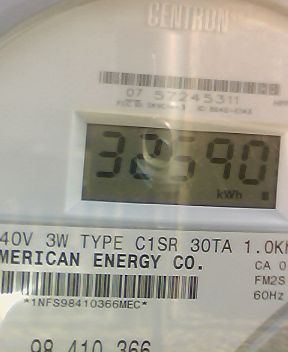 CENTRON
07 57245311
32590
kWh
40V 3W TYPE C1SR 30TA 1.0K
MERICAN ENERGY CO.
CA 0
FM2S
60Hz
*1NFS98410366MEC*
98 410 366